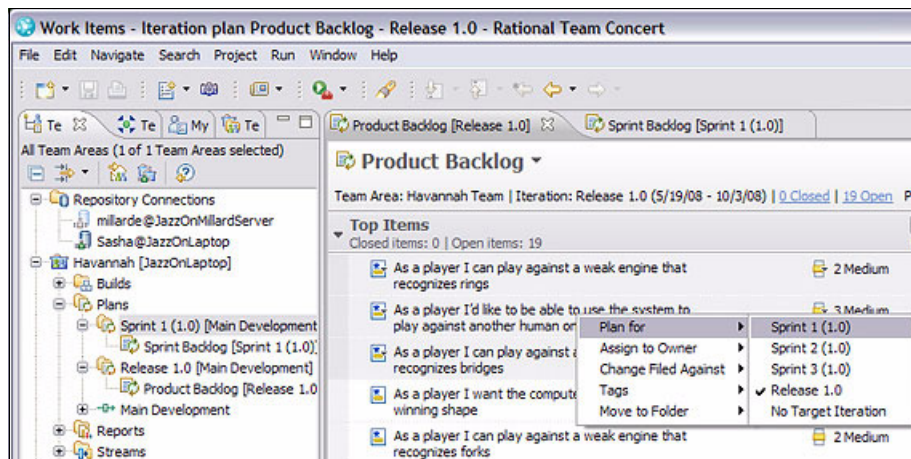 Work Items - Iteration plan Product Backlog - Release 1.0 - Rational Team Concert
File Edit Navigate Search Project Run Window Help
Te Te My Te
Product Backlog [Release 1.0] Sprint Backlog [Sprint 1 (1.0)]
All Team Areas (1 of 1 Team Areas selected)
Repository Connections
millarde@JazzOnMillardServer
Sasha@JazzOnLaptop
Havannah [JazzOnLaptop]
Builds
Plans
Sprint 1 (1.0) [Main Development
Sprint Backlog [Sprint 1 (1.0)]
Release 1.0 [Main Development]
Product Backlog [Release 1.0
Main Development
Reports
Streams
Product Backlog
Team Area: Havannah Team | Iteration: Release 1.0 (5/19/08 - 10/3/08) | 0 Closed | 19 Open P
Top Items
Closed items: 0 | Open items: 19
As a player I can play against a weak engine that
recognizes rings
2 Medium
As a player I'd like to be able to use the system to
play against another human on
3 Medium
As a player I can play against a
recognizes bridges
As a player I want the compute
winning shape
As a player I can play against a weak engine that
recognizes forks
2 Medium
Plan for
Assign to Owner
Change Filed Against
Tags
Move to Folder
Sprint 1 (1.0)
Sprint 2 (1.0)
Sprint 3 (1.0)
Release 1.0
No Target Iteration